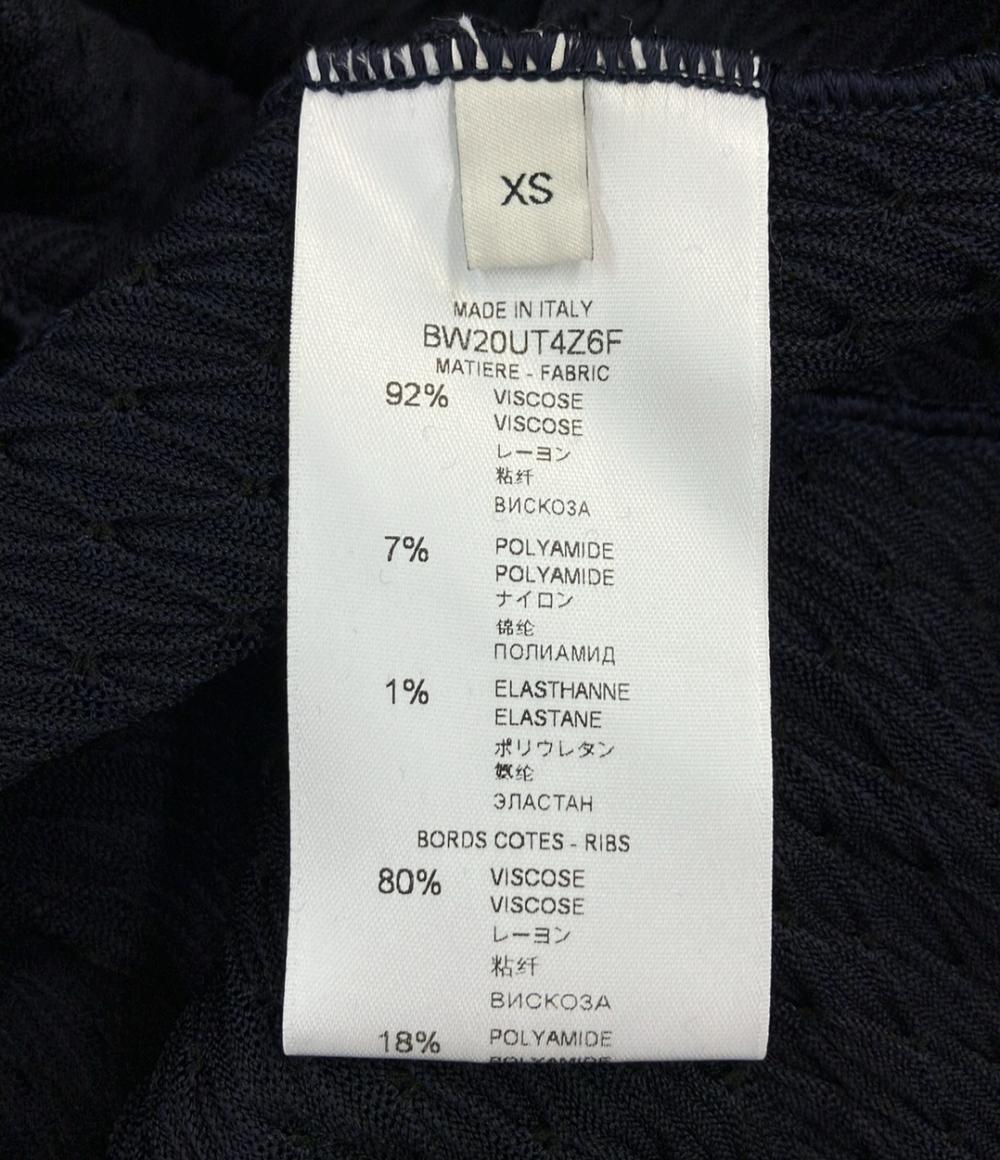 XS
MADE IN ITALY
BW20UT4Z6F
MATIERE - FABRIC
92% VISCOSE
VISCOSE
レーヨン
粘纤
ВИСКОЗА
7% POLYAMIDE
POLYAMIDE
ナイロン
锦纶
ПОЛИАМИД
1% ELASTHANNE
ELASTANE
ポリウレタン
氨纶
ЭЛАСТАН
BORDS COTES - RIBS
80% VISCOSE
VISCOSE
レーヨン
粘纤
ВИСКОЗА
18% POLYAMIDE
POLYAMIDE